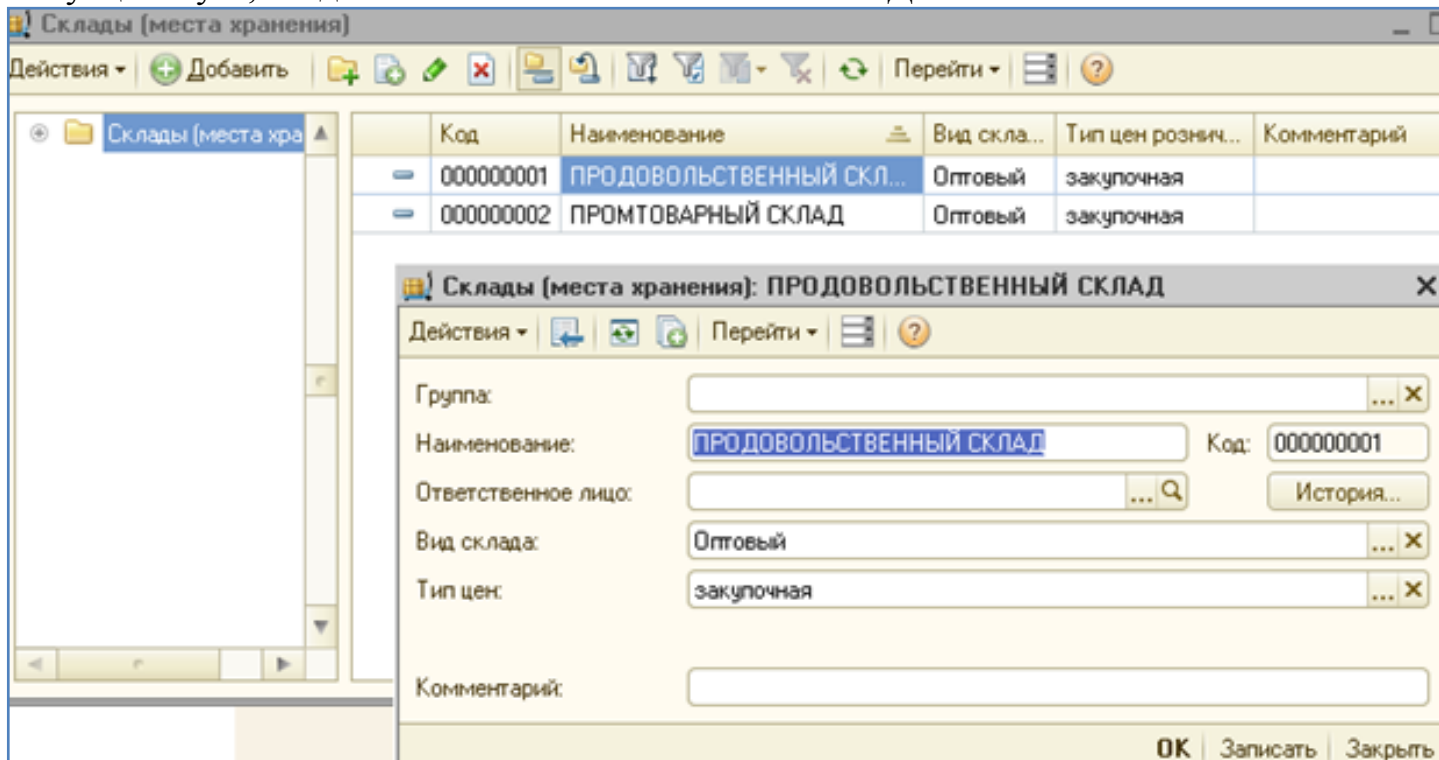 Склады (места хранения)
Действия Добавить Перейти
Склады (места хра
Код Наименование Вид скла... Тип цен рознич... Комментарий
000000001 ПРОДОВОЛЬСТВЕННЫЙ СКЛ... Оптовый закупочная
000000002 ПРОМТОВАРНЫЙ СКЛАД Оптовый закупочная
Склады (места хранения): ПРОДОВОЛЬСТВЕННЫЙ СКЛАД
Действия Перейти
Группа:
Наименование: ПРОДОВОЛЬСТВЕННЫЙ СКЛАД Код: 000000001
Ответственное лицо: История...
Вид склада: Оптовый
Тип цен: закупочная
Комментарий:
OK Записать Закрыть